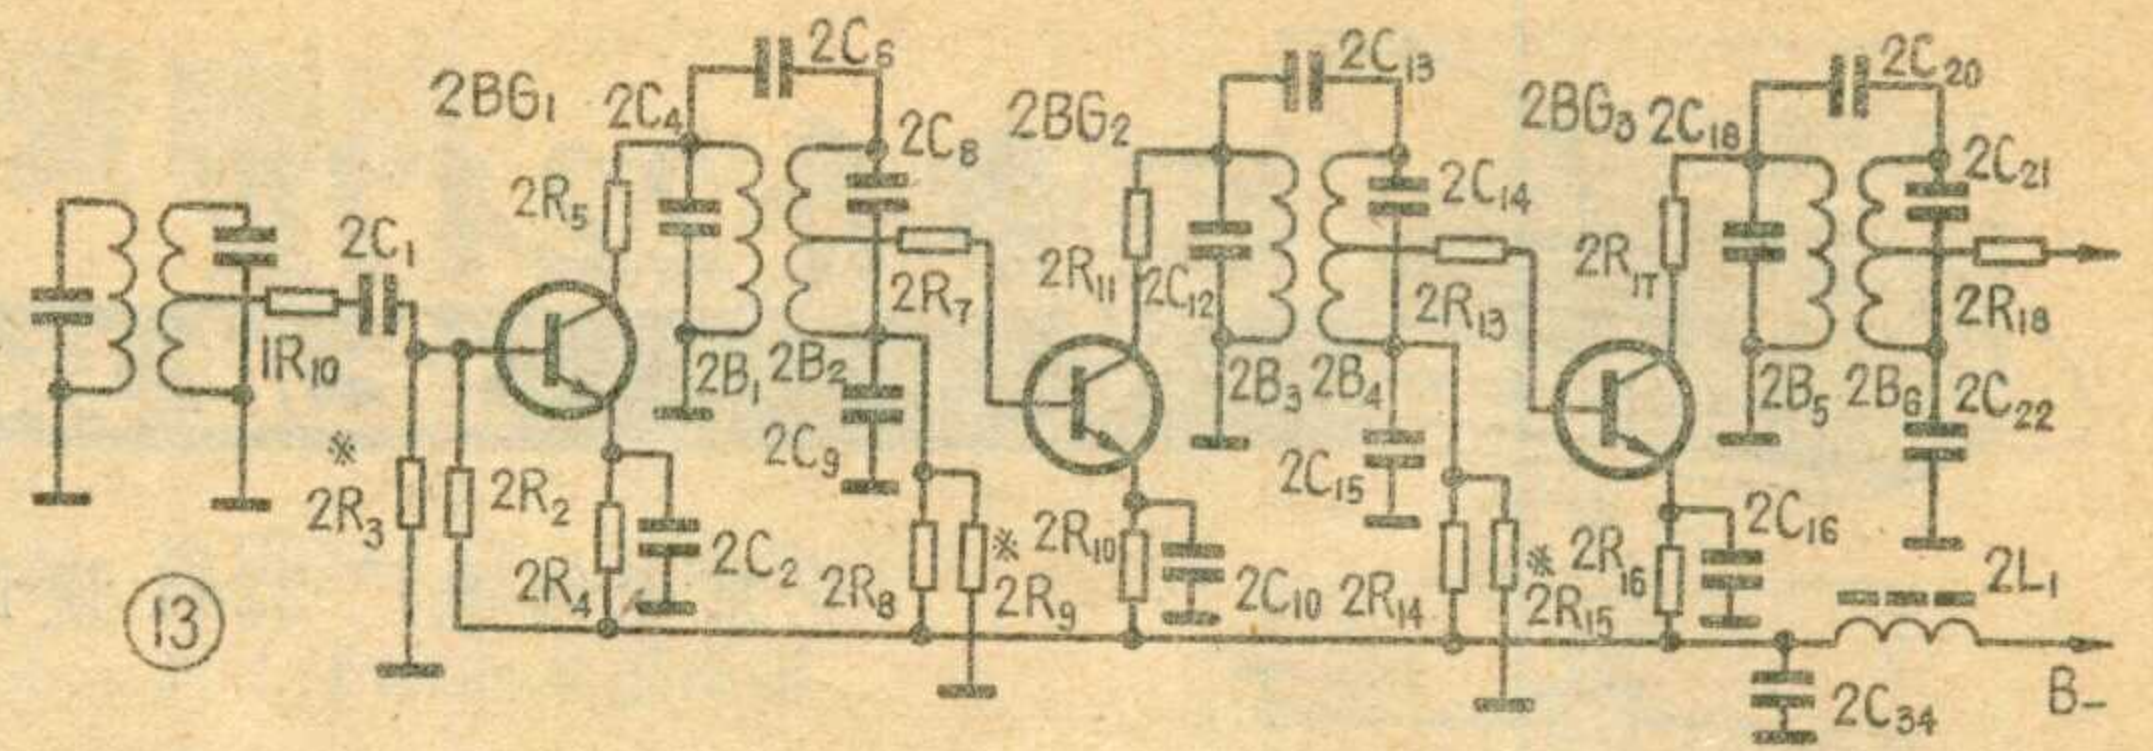 2C₆
2C₁₃
2C₂₀
2BG₁
2C₄
2C₈
2BG₂
2BG₃
2C₁₈
2C₂₁
2R₅
2C₁₄
2C₁
2R₇
2R₁₁
2C₁₂
2R₁₃
2R₁₇
2R₁₈
1R₁₀
2B₁
2B₂
2B₃
2B₄
2B₅
2B₆
2C₂₂
※
2R₃
2R₂
2C₉
2C₁₅
2R₄
2C₂
2R₈
※
2R₉
2R₁₀
2C₁₀
2R₁₄
※
2R₁₅
2R₁₆
2C₁₆
2L₁
13
2C₃₄
B−